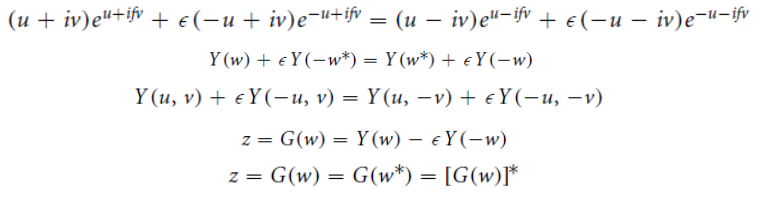 (u + iv)e^{u+ifv} + ϵ(−u + iv)e^{−u+ifv} = (u − iv)e^{u−ifv} + ϵ(−u − iv)e^{−u−ifv}
Y(w) + ϵY(−w*) = Y(w*) + ϵY(−w)
Y(u, v) + ϵY(−u, v) = Y(u, −v) + ϵY(−u, −v)
z = G(w) = Y(w) − ϵY(−w)
z = G(w) = G(w*) = [G(w)]*